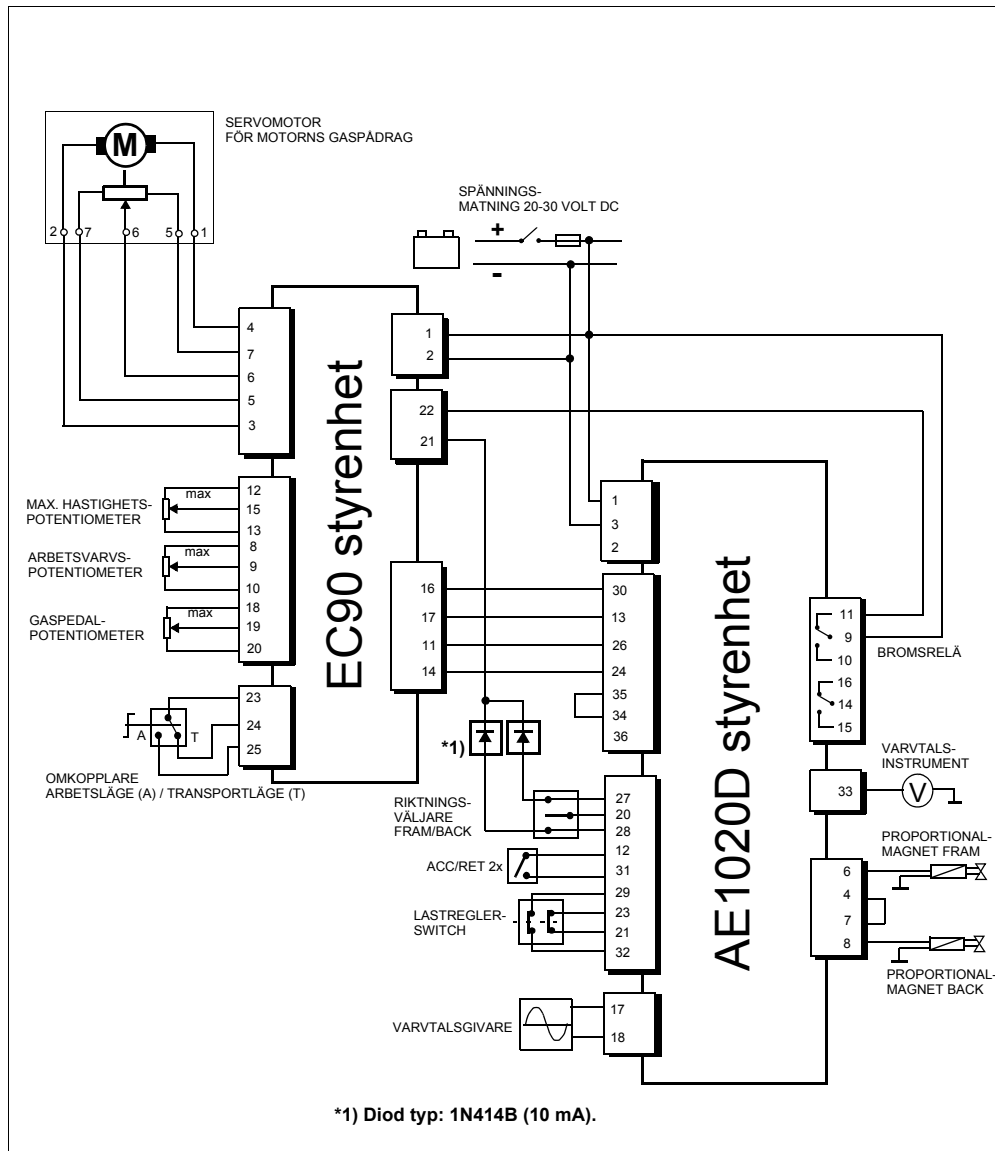 SERVOMOTOR
FÖR MOTORNS GASPÅDRAG
M
2 7 6 5 1
SPÄNNINGS-
MATNING 20-30 VOLT DC
+
-
EC90 styrenhet
4
7
6
5
3
1
2
22
21
MAX. HASTIGHETS-
POTENTIOMETER
max
12
15
13
ARBETSVARVS-
POTENTIOMETER
max
8
9
10
GASPEDAL-
POTENTIOMETER
max
18
19
20
16
17
11
14
A T
23
24
25
OMKOPPLARE
ARBETSLÄGE (A) / TRANSPORTLÄGE (T)
AE1020D styrenhet
1
3
2
30
13
26
24
35
34
36
*1)
RIKTNINGS-
VÄLJARE
FRAM/BACK
27
20
28
ACC/RET 2x
12
31
LASTREGLER-
SWITCH
29
23
21
32
VARVTALSGIVARE
17
18
11
9
10
16
14
15
BROMSRELÄ
VARVTALS-
INSTRUMENT
33
V
PROPORTIONAL-
MAGNET FRAM
6
4
7
8
PROPORTIONAL-
MAGNET BACK
*1) Diod typ: 1N414B (10 mA).